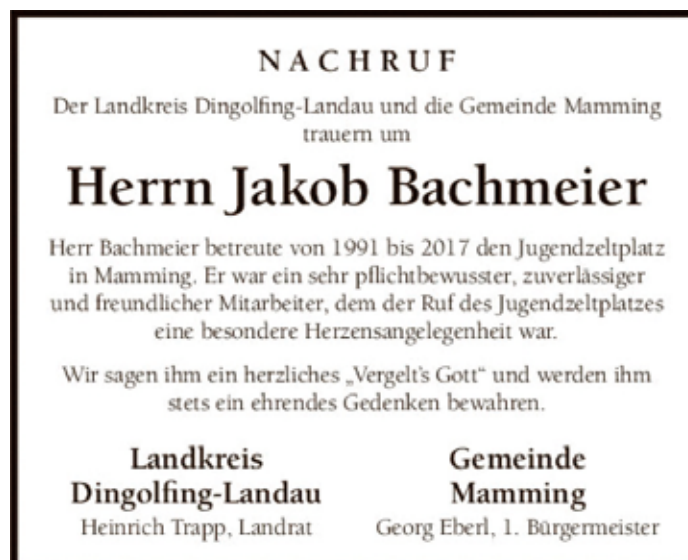 NACHRUF
Der Landkreis Dingolfing-Landau und die Gemeinde Mamming
trauern um
Herrn Jakob Bachmeier
Herr Bachmeier betreute von 1991 bis 2017 den Jugendzeltplatz
in Mamming. Er war ein sehr pflichtbewusster, zuverlässiger
und freundlicher Mitarbeiter, dem der Ruf des Jugendzeltplatzes
eine besondere Herzensangelegenheit war.
Wir sagen ihm ein herzliches „Vergelt's Gott“ und werden ihm
stets ein ehrendes Gedenken bewahren.
Landkreis
Dingolfing-Landau
Heinrich Trapp, Landrat
Gemeinde
Mamming
Georg Eberl, 1. Bürgermeister